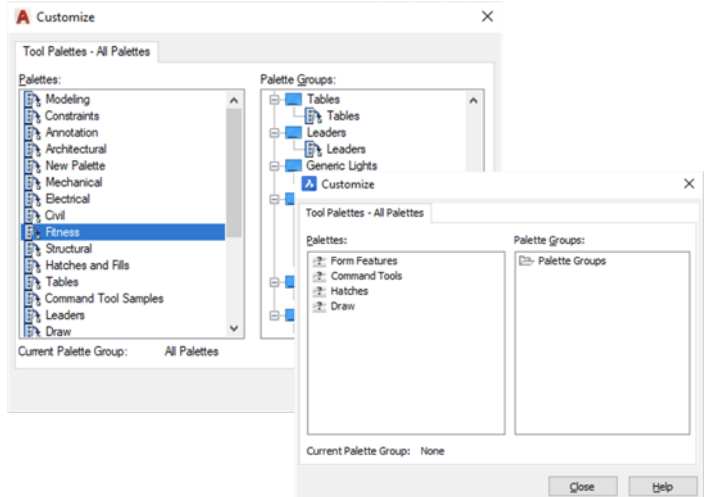 Customize
Tool Palettes - All Palettes
Palettes:
Modeling
Constraints
Annotation
Architectural
New Palette
Mechanical
Electrical
Civil
Fitness
Structural
Hatches and Fills
Tables
Command Tool Samples
Leaders
Draw
Current Palette Group: All Palettes
Palette Groups:
Tables
Tables
Leaders
Leaders
Generic Lights
Customize
Tool Palettes - All Palettes
Palettes:
Form Features
Command Tools
Hatches
Draw
Palette Groups:
Palette Groups
Current Palette Group: None
Close
Help